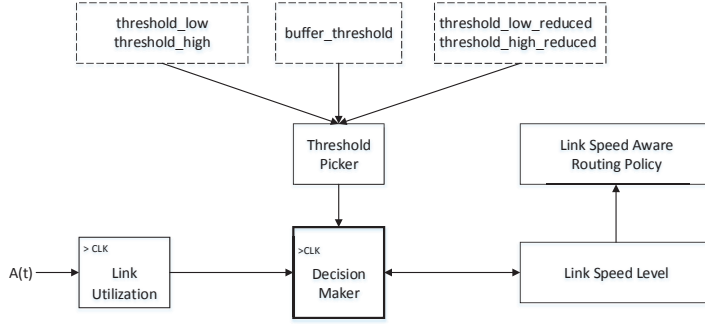 threshold_low
threshold_high
buffer_threshold
threshold_low_reduced
threshold_high_reduced
Threshold
Picker
Link Speed Aware
Routing Policy
A(t)
> CLK
Link
Utilization
>CLK
Decision
Maker
Link Speed Level